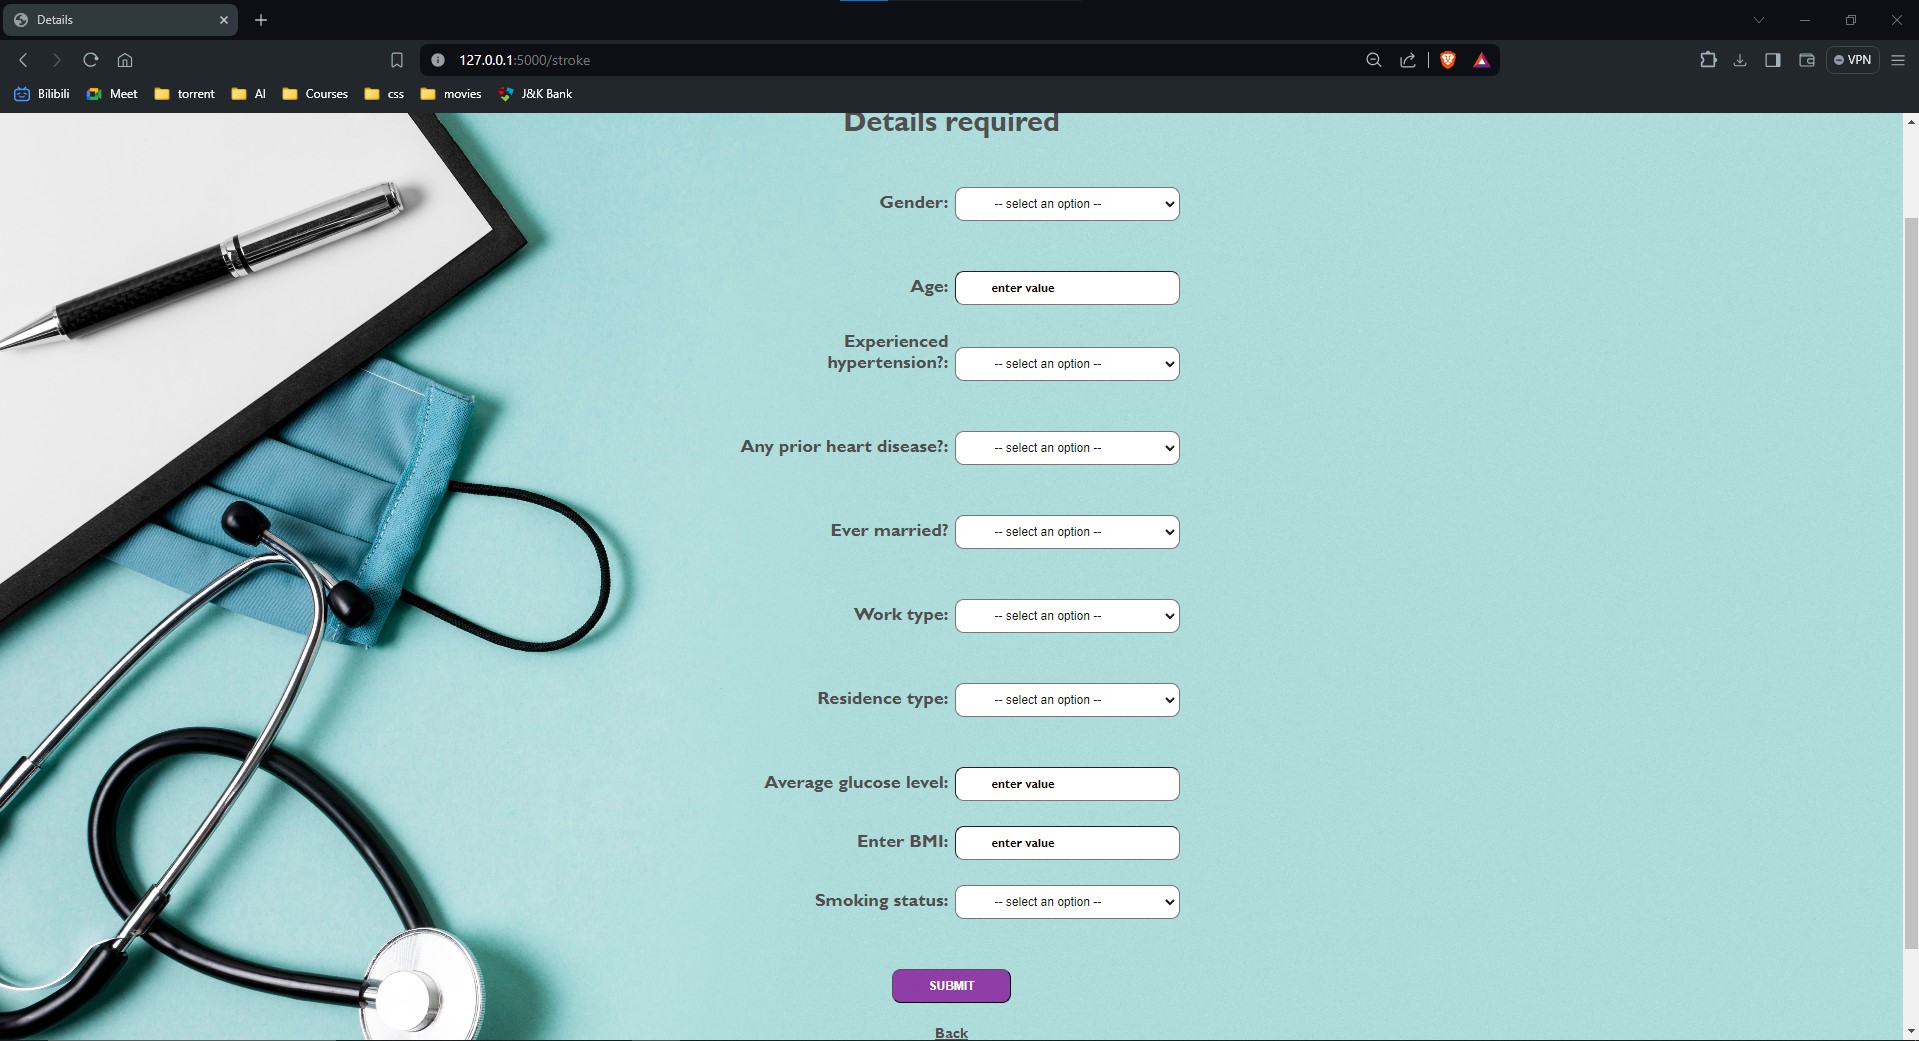 Details
127.0.0.1:5000/stroke
VPN
Bilibili Meet torrent AI Courses css movies J&K Bank
Details required
Gender: -- select an option --
Age: enter value
Experienced
hypertension?: -- select an option --
Any prior heart disease?: -- select an option --
Ever married? -- select an option --
Work type: -- select an option --
Residence type: -- select an option --
Average glucose level: enter value
Enter BMI: enter value
Smoking status: -- select an option --
SUBMIT
Back